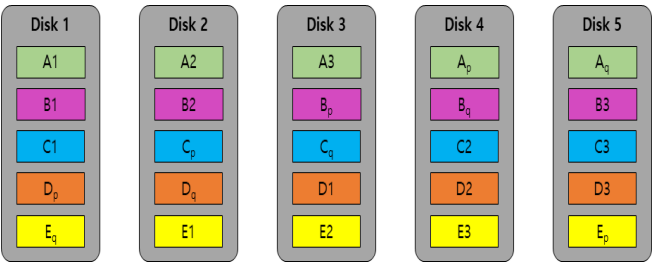 Disk 1 Disk 2 Disk 3 Disk 4 Disk 5
A1 A2 A3 Ap Aq
B1 B2 Bp Bq B3
C1 Cp Cq C2 C3
Dp Dq D1 D2 D3
Eq E1 E2 E3 Ep